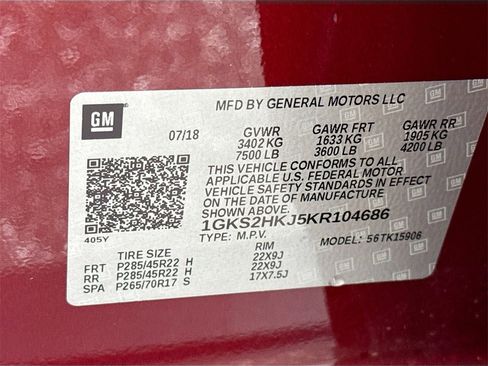 MFD BY GENERAL MOTORS LLC
GM
07/18
GVWR GAWR FRT GAWR RR
3402 KG 1633 KG 1905 KG
7500 LB 3600 LB 4200 LB
THIS VEHICLE CONFORMS TO ALL
APPLICABLE U.S. FEDERAL MOTOR
VEHICLE SAFETY STANDARDS IN EFFECT
ON THE DATE OF MANUFACTURE
SHOWN ABOVE.
1GKS2HKJ5KR104686
405Y
TYPE: M.P.V. MODEL: 56TK15906
TIRE SIZE RIM
FRT P285/45R22 H 22X9J
RR P285/45R22 H 22X9J
SPA P265/70R17 S 17X7.5J